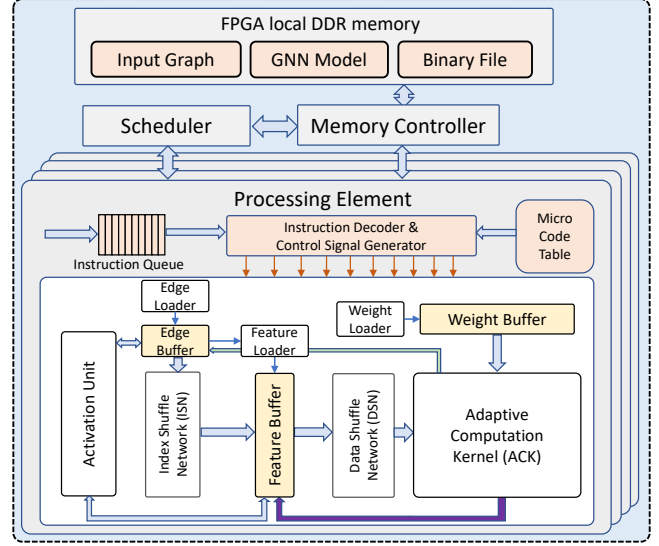 FPGA local DDR memory
Input Graph
GNN Model
Binary File
Scheduler
Memory Controller
Processing Element
Instruction Queue
Instruction Decoder &
Control Signal Generator
Micro
Code
Table
Edge
Loader
Edge
Buffer
Feature
Loader
Weight
Loader
Weight Buffer
Activation Unit
Index Shuffle
Network (ISN)
Feature Buffer
Data Shuffle
Network (DSN)
Adaptive
Computation
Kernel (ACK)